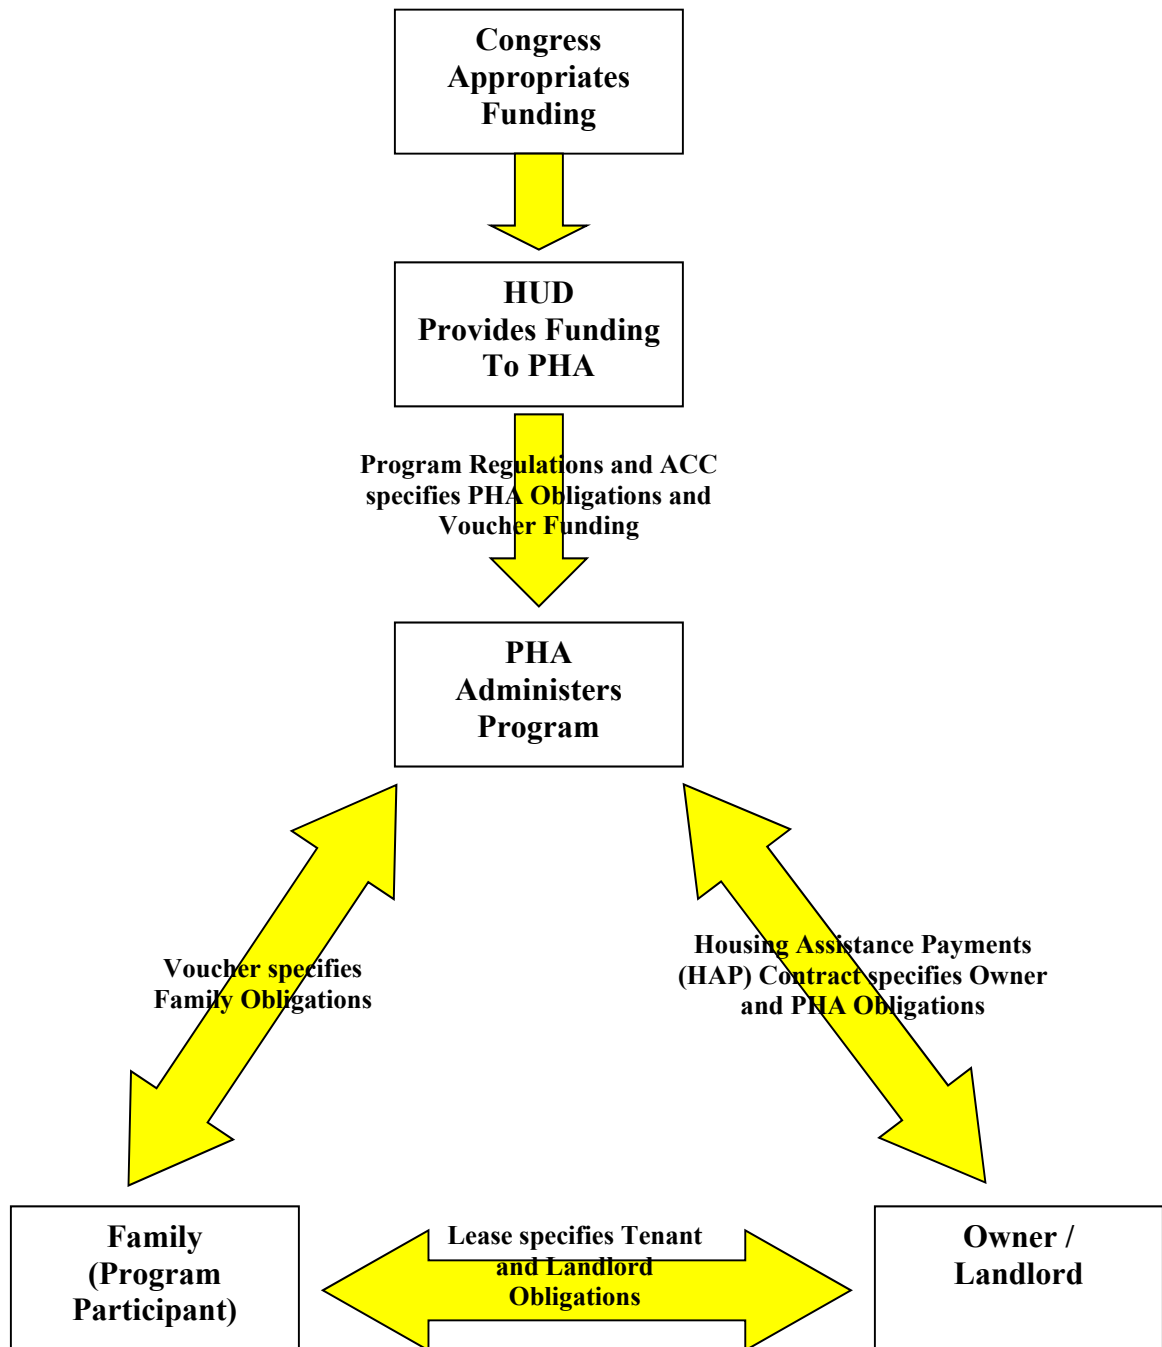 Congress
Appropriates
Funding
HUD
Provides Funding
To PHA
Program Regulations and ACC
specifies PHA Obligations and
Voucher Funding
PHA
Administers
Program
Voucher specifies
Family Obligations
Housing Assistance Payments
(HAP) Contract specifies Owner
and PHA Obligations
Family
(Program
Participant)
Lease specifies Tenant
and Landlord
Obligations
Owner /
Landlord